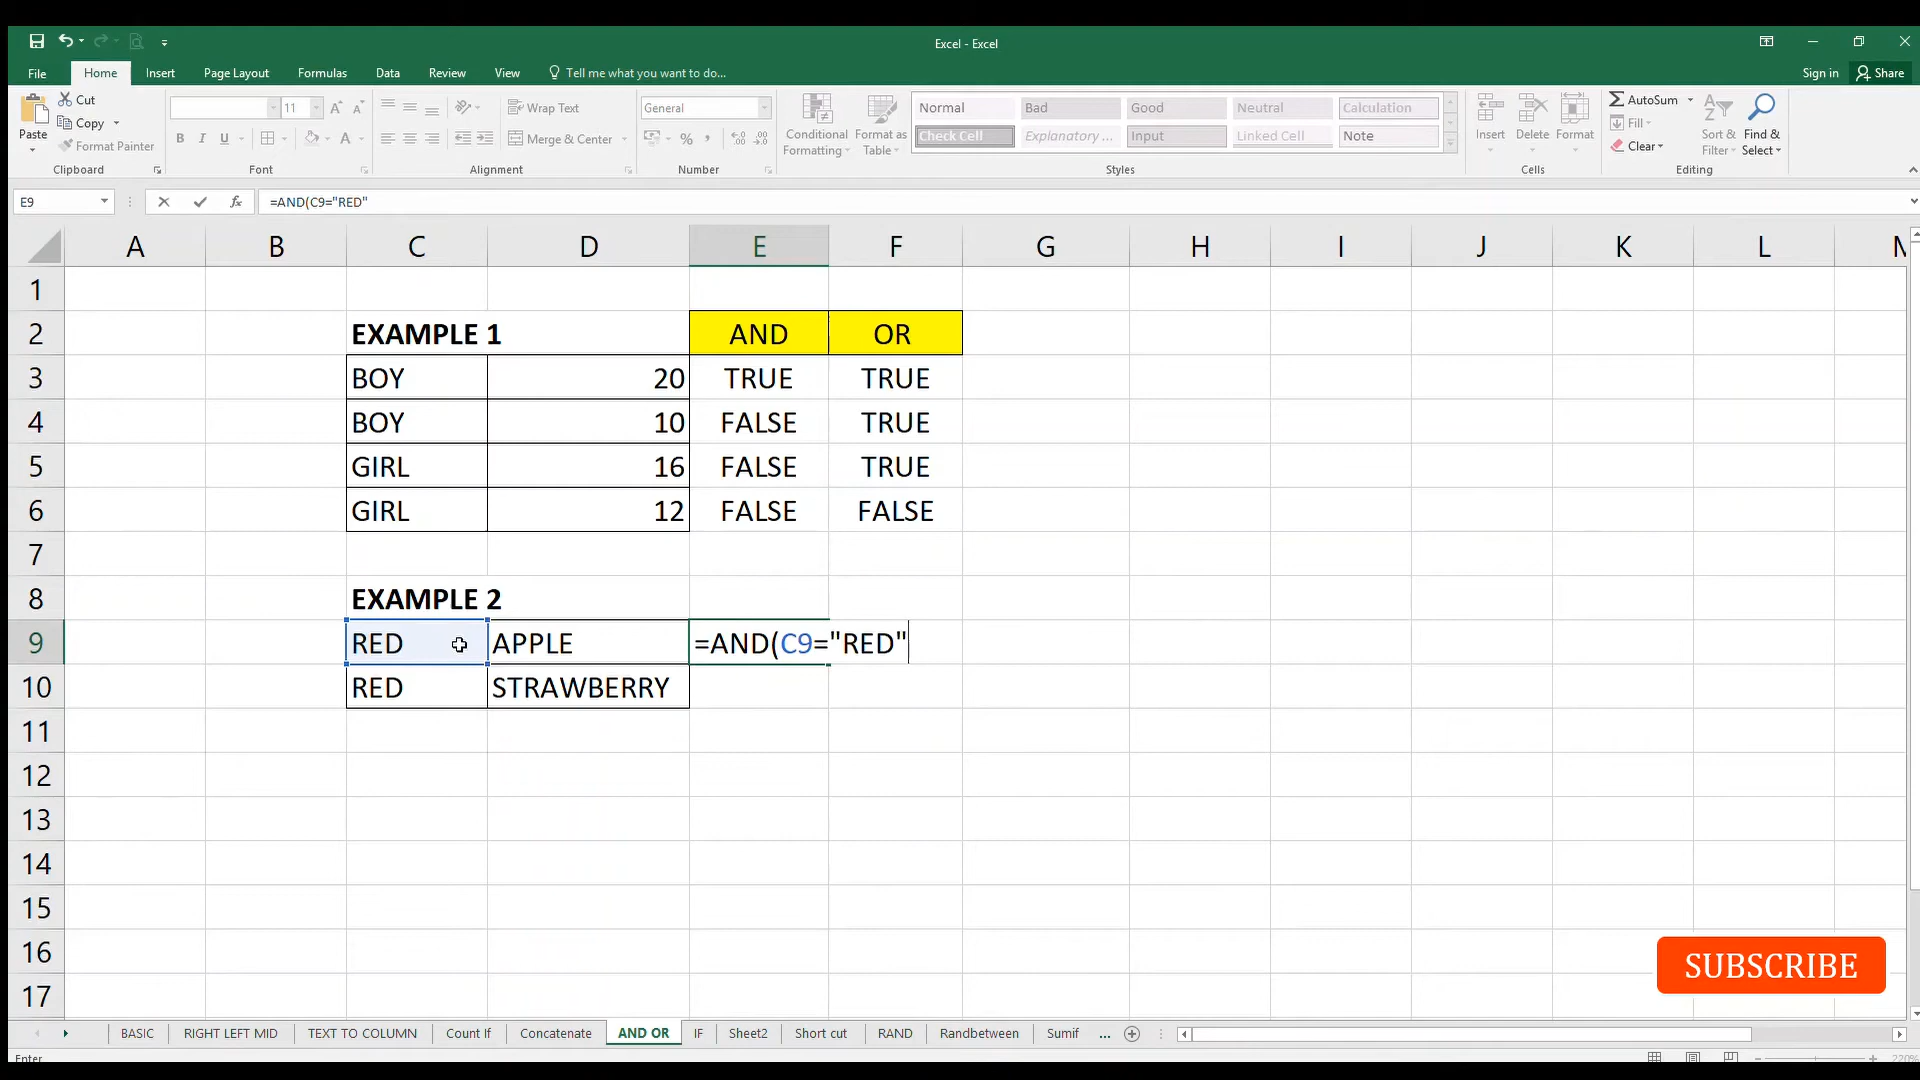 Excel - Excel
File Home Insert Page Layout Formulas Data Review View Tell me what you want to do... Sign in Share
Cut
Copy
Format Painter
Paste
Clipboard
11
B I U
Font
Wrap Text
Merge & Center
Alignment
General
%
Number
Conditional Formatting
Format as Table
Normal Bad Good Neutral Calculation
Check Cell Explanatory ... Input Linked Cell Note
Styles
Insert Delete Format
Cells
AutoSum
Fill
Clear
Sort & Filter
Find & Select
Editing
E9 fx =AND(C9="RED"
A B C D E F G H I J K L M
1
2 EXAMPLE 1 AND OR
3 BOY 20 TRUE TRUE
4 BOY 10 FALSE TRUE
5 GIRL 16 FALSE TRUE
6 GIRL 12 FALSE FALSE
7
8 EXAMPLE 2
9 RED APPLE =AND(C9="RED"
10 RED STRAWBERRY
11
12
13
14
15
16
SUBSCRIBE
17
BASIC RIGHT LEFT MID TEXT TO COLUMN Count If Concatenate AND OR IF Sheet2 Short cut RAND Randbetween Sumif ...
Enter 220%